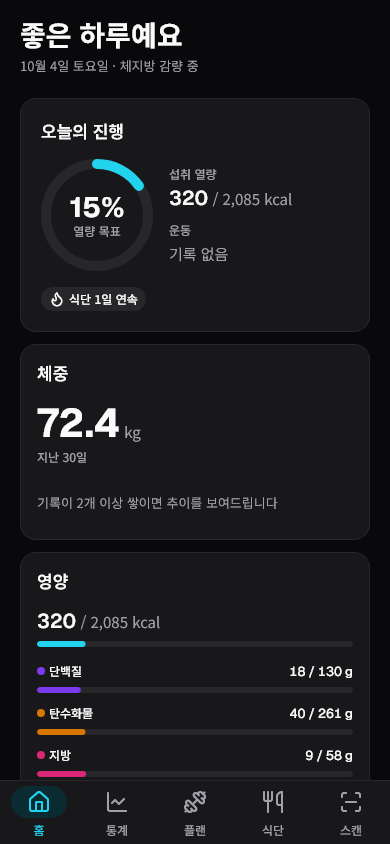 좋은 하루예요
10월 4일 토요일 · 체지방 감량 중
오늘의 진행
15%
열량 목표
섭취 열량
320 / 2,085 kcal
운동
기록 없음
식단 1일 연속
체중
72.4 kg
지난 30일
기록이 2개 이상 쌓이면 추이를 보여드립니다
영양
320 / 2,085 kcal
단백질 18 / 130 g
탄수화물 40 / 261 g
지방 9 / 58 g
홈 통계 플랜 식단 스캔